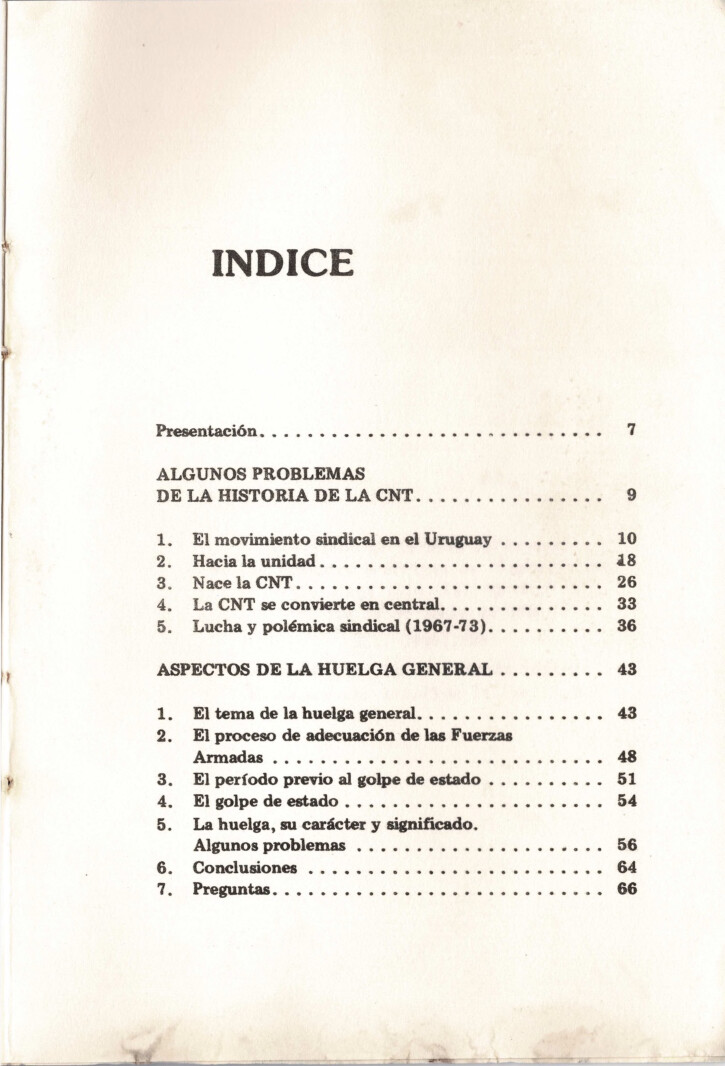 INDICE
Presentación. . . . . . . . . . . . . . . . . . . . . . . . . . . . . 7
ALGUNOS PROBLEMAS
DE LA HISTORIA DE LA CNT. . . . . . . . . . . . . . . . 9
1. El movimiento sindical en el Uruguay . . . . . . . . . 10
2. Hacia la unidad . . . . . . . . . . . . . . . . . . . . . . . . 18
3. Nace la CNT. . . . . . . . . . . . . . . . . . . . . . . . . . 26
4. La CNT se convierte en central. . . . . . . . . . . . . . 33
5. Lucha y polémica sindical (1967-73). . . . . . . . . . 36
ASPECTOS DE LA HUELGA GENERAL . . . . . . . . . 43
1. El tema de la huelga general. . . . . . . . . . . . . . . . 43
2. El proceso de adecuación de las Fuerzas
Armadas . . . . . . . . . . . . . . . . . . . . . . . . . . . . 48
3. El período previo al golpe de estado . . . . . . . . . . 51
4. El golpe de estado . . . . . . . . . . . . . . . . . . . . . . 54
5. La huelga, su carácter y significado.
Algunos problemas . . . . . . . . . . . . . . . . . . . . . 56
6. Conclusiones . . . . . . . . . . . . . . . . . . . . . . . . . 64
7. Preguntas. . . . . . . . . . . . . . . . . . . . . . . . . . . . 66